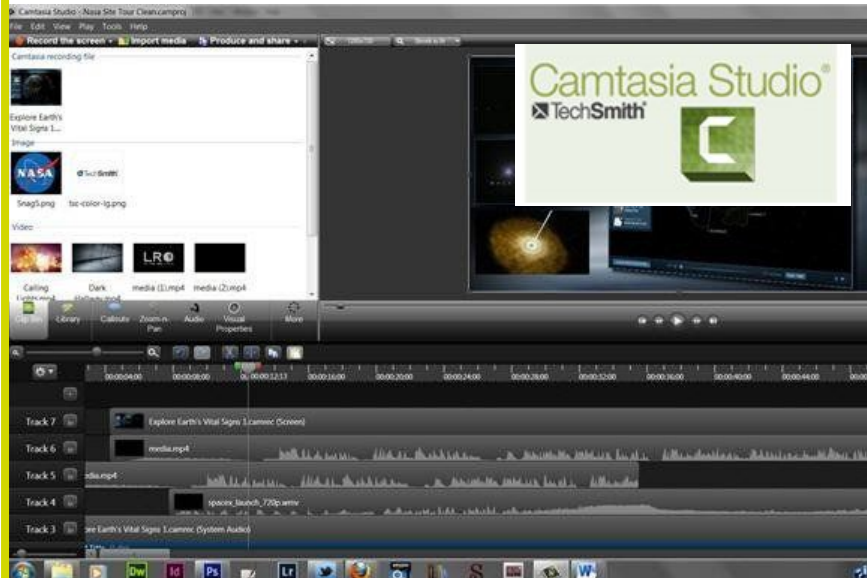 Camtasia Studio - Nasa Site Tour Clean.camproj
File Edit View Play Tools Help
Record the screen Import media Produce and share
Camtasia recording file
Explore Earth's
Vital Signs 1...
Image
NASA
TechSmith
Snag5.png tsc-color-lg.png
Video
LRO
Calling Dark media (1).mp4 media (2).mp4
Lights.mp4 Hallway.mp4
Camtasia Studio®
TechSmith®
C
Clip Bin Library Callouts Zoom-n- Audio Visual More
Pan Properties
00:00:04;00 00:00:08;00 00:00:12;13 00:00:16;00 00:00:20;00 00:00:24;00 00:00:28;00 00:00:32;00 00:00:36;00 00:00:40;00 00:00:44;00
Track 7 Explore Earth's Vital Signs 1.camrec (Screen)
Track 6 media.mp4
Track 5 edia.mp4
Track 4 spacex_launch_720p.wmv
Track 3 ore Earth's Vital Signs 1.camrec (System Audio)
Dw Id Ps Lr S W